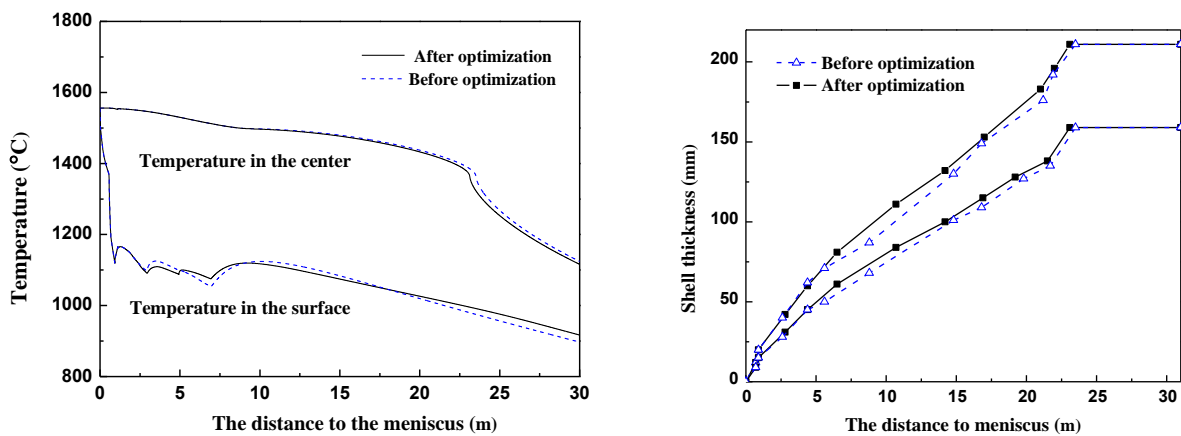 1800
1600
1400
1200
1000
800
Temperature (°C)
After optimization
Before optimization
Temperature in the center
Temperature in the surface
0 5 10 15 20 25 30
The distance to the meniscus (m)
200
150
100
50
0
Shell thickness (mm)
Before optimization
After optimization
0 5 10 15 20 25 30
The distance to meniscus (m)